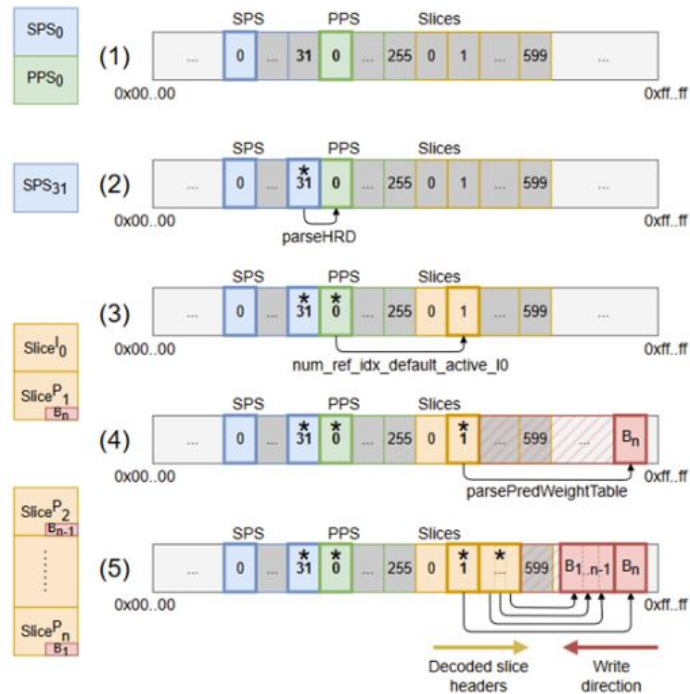 SPS0
PPS0
(1)
SPS PPS Slices
... 0 ... 31 0 ... 255 0 1 ... 599 ...
0x00..00 0xff..ff
SPS31
(2)
SPS PPS Slices
... 0 ... * 31 0 ... 255 0 1 ... 599 ...
0x00..00 0xff..ff
parseHRD
(3)
SPS PPS Slices
... 0 ... * 31 * 0 ... 255 0 1 ... 599 ...
0x00..00 0xff..ff
num_ref_idx_default_active_l0
SliceI0
SliceP1
Bn
(4)
SPS PPS Slices
... 0 ... * 31 * 0 ... 255 0 * 1 ... 599 ... Bn
0x00..00 0xff..ff
parsePredWeightTable
SliceP2
Bn-1
......
SlicePn
B1
(5)
SPS PPS Slices
... 0 ... * 31 * 0 ... 255 0 * 1 * ... 599 B1 ..n-1 Bn
0x00..00 0xff..ff
Decoded slice
headers
Write
direction